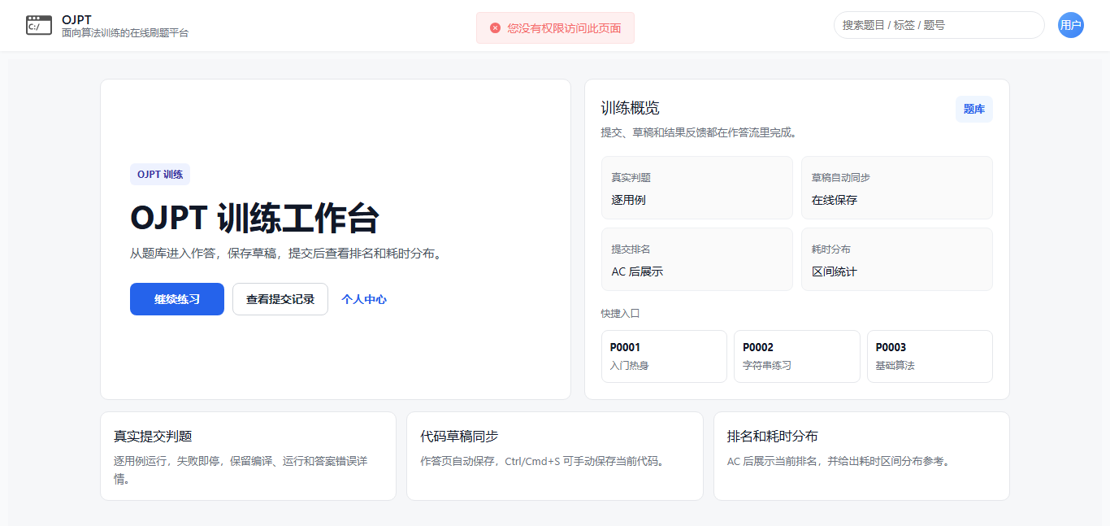 C:/
OJPT
面向算法训练的在线刷题平台
您没有权限访问此页面
搜索题目 / 标签 / 题号
用户
OJPT 训练
OJPT 训练工作台
从题库进入作答，保存草稿，提交后查看排名和耗时分布。
继续练习
查看提交记录
个人中心
训练概览
题库
提交、草稿和结果反馈都在作答流里完成。
真实判题
逐用例
草稿自动同步
在线保存
提交排名
AC 后展示
耗时分布
区间统计
快捷入口
P0001
入门热身
P0002
字符串练习
P0003
基础算法
真实提交判题
逐用例运行，失败即停，保留编译、运行和答案错误详
情。
代码草稿同步
作答页自动保存，Ctrl/Cmd+S 可手动保存当前代码。
排名和耗时分布
AC 后展示当前排名，并给出耗时区间分布参考。